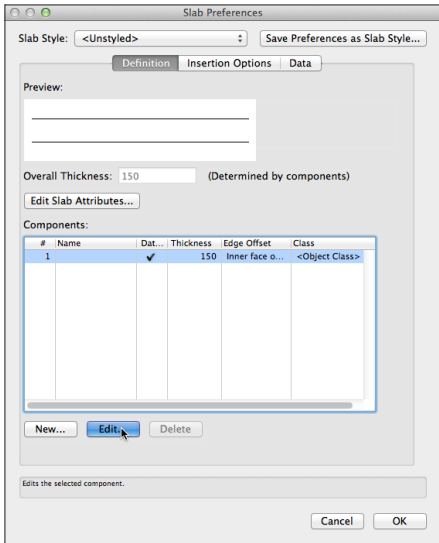 Slab Preferences
Slab Style: <Unstyled> Save Preferences as Slab Style...
Definition Insertion Options Data
Preview:
Overall Thickness: 150 (Determined by components)
Edit Slab Attributes...
Components:
# Name Dat... Thickness Edge Offset Class
1 ✓ 150 Inner face o... <Object Class>
New... Edit... Delete
Edits the selected component.
Cancel OK